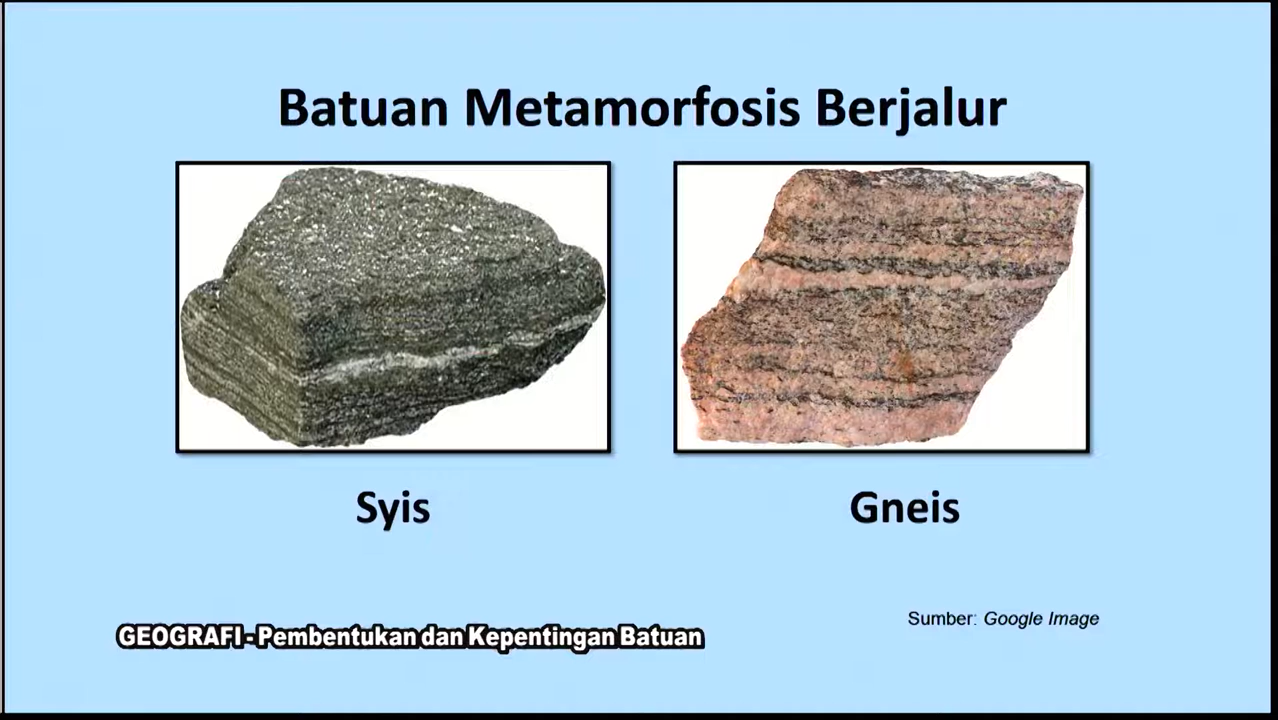 Batuan Metamorfosis Berjalur
Syis
Gneis
Sumber: Google Image
GEOGRAFI - Pembentukan dan Kepentingan Batuan